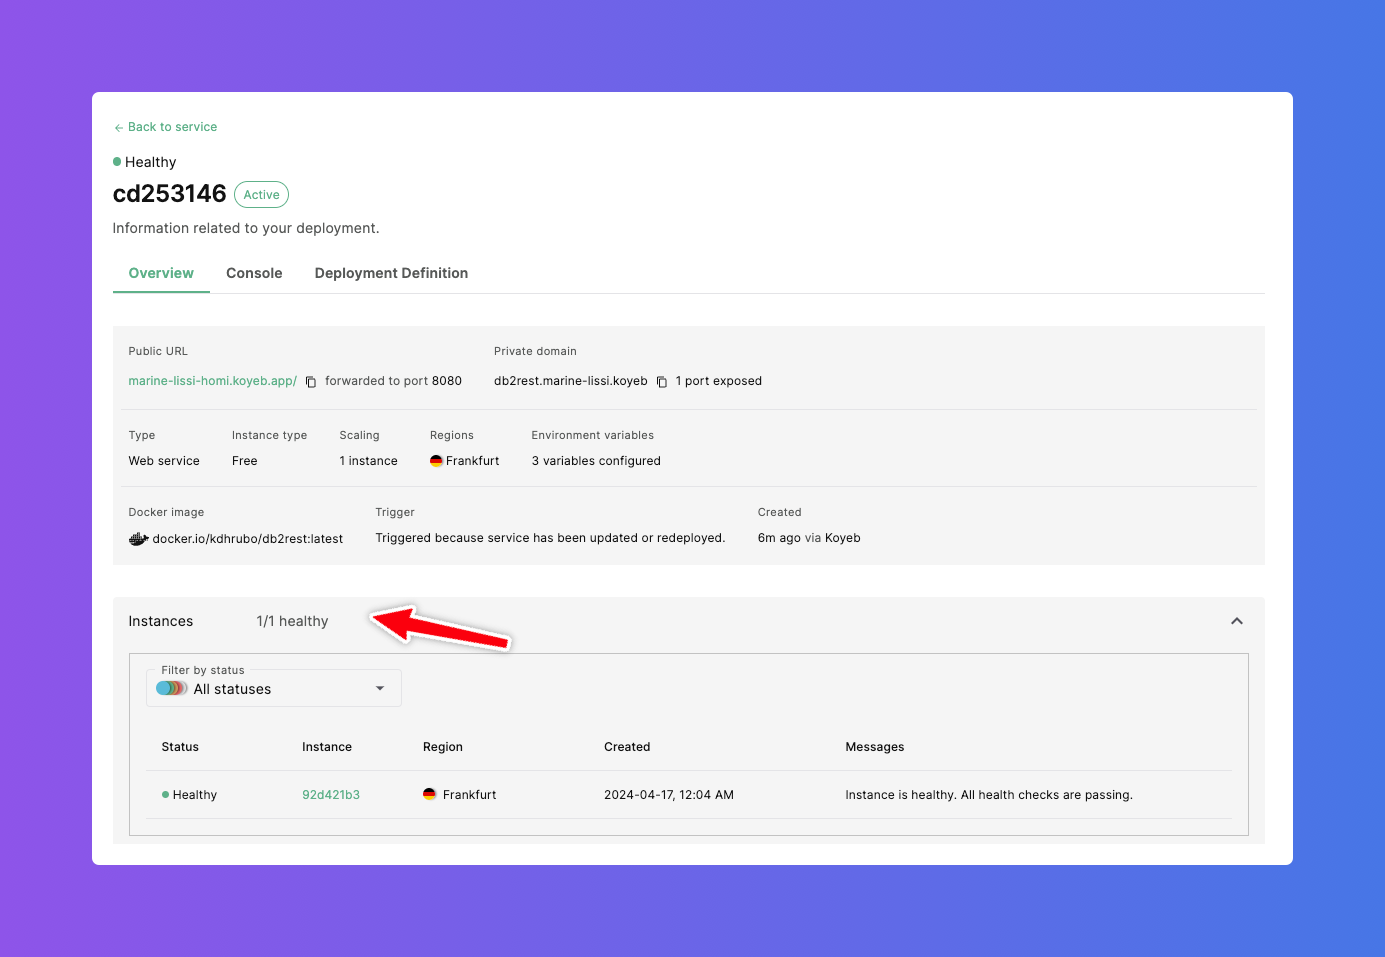 ← Back to service
Healthy
cd253146 Active
Information related to your deployment.
Overview Console Deployment Definition
Public URL Private domain
marine-lissi-homi.koyeb.app/ forwarded to port 8080 db2rest.marine-lissi.koyeb 1 port exposed
Type Instance type Scaling Regions Environment variables
Web service Free 1 instance Frankfurt 3 variables configured
Docker image Trigger Created
docker.io/kdhrubo/db2rest:latest Triggered because service has been updated or redeployed. 6m ago via Koyeb
Instances 1/1 healthy
Filter by status
All statuses
Status Instance Region Created Messages
Healthy 92d421b3 Frankfurt 2024-04-17, 12:04 AM Instance is healthy. All health checks are passing.